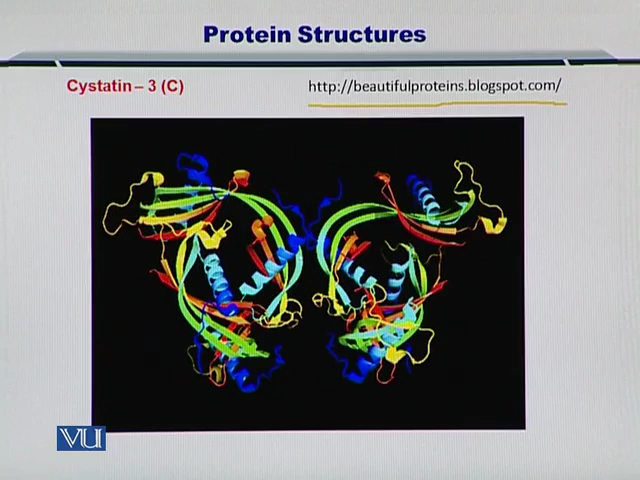 Protein Structures
Cystatin – 3 (C)
http://beautifulproteins.blogspot.com/
VU